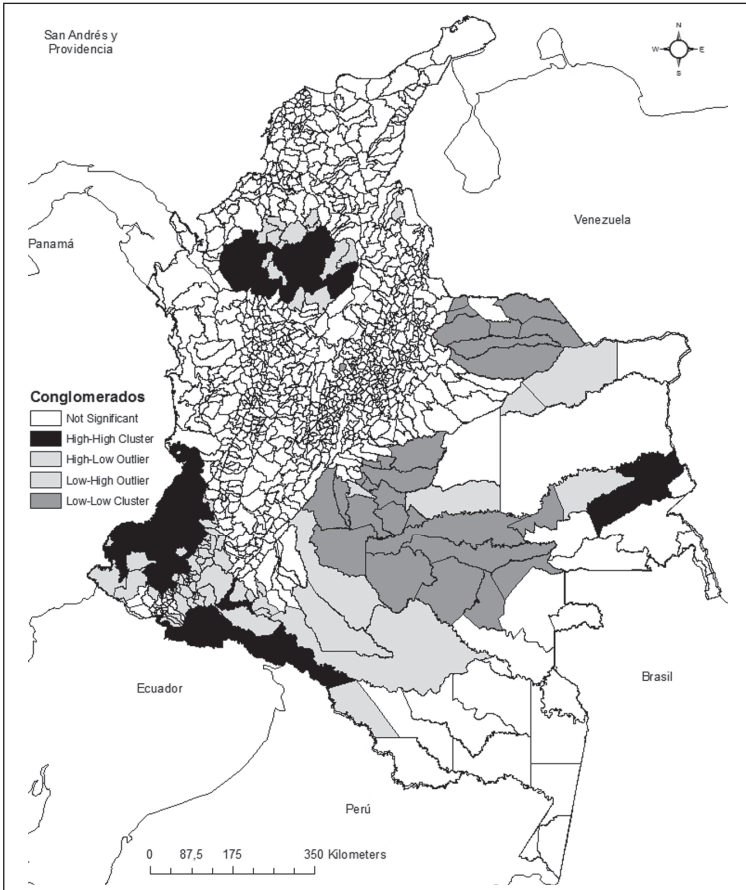 San Andrés y
Providencia
N
W
E
S
Venezuela
Panamá
Conglomerados
Not Significant
High-High Cluster
High-Low Outlier
Low-High Outlier
Low-Low Cluster
Ecuador
Brasil
Perú
0 87,5 175 350 Kilometers